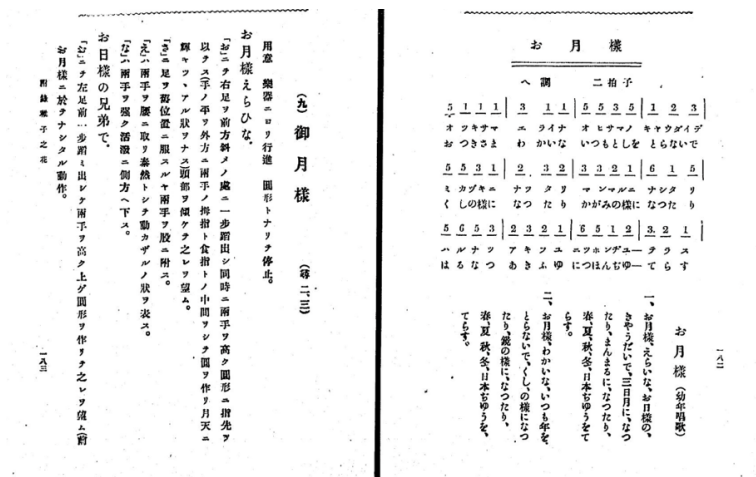 お月様
ヘ調 二拍子
5 1 1 1 | 3 1 1 | 5 5 3 5 | 1 2 3
オツキサマ エライナ オヒサマノ キヤウダイデ
おつきさま わかいな いつもとしを とらないで
5 5 3 1 | 2 3 2 | 3 3 2 1 | 2 3 1
ミカヅキニ ナツタリ マンマルニ ナシタリ
くしの様に なつたり かがみの様に なつたり
5 6 5 3 | 2 1 2 | 6 5 1 2 | 3 2 1
ハルナツ アキフユ ニツホンヂユー テラス
はるなつ あきふゆ につほんぢゆー てらす
お月様(幼年唱歌)
一、お月様、えらいな、お日様の、
きやうだいで、三日月に、なつ
たり、まんまるに、なつたり、
春、夏、秋、冬、日本ぢゆうをて
らす。
二、お月様、わかいな、いつも年を、
とらないで、くし、の様になつ
たり、鏡の様に、なつたり、
春、夏、秋、冬、日本ぢゆうを、
てらす。
一八二
(九) 御月様 (尋二、三)
用意 樂器ニヨリ行進 圓形トナリテ停止。
お月様えらひな。
「お」ニテ右足ヲ前方斜メノ處ニ一步踏出シ同時ニ兩手ヲ高ク圓形ニ指先ヲ
以テス(手ノ平ヲ外方ニ兩手ノ拇指ト食指トノ中間ヲシテ圓ヲ作リ月天ニ
輝キツヽアル狀ヲナス)頭部ヲ傾ケテ之レヲ望ム。
「さ」ニ足ヲ舊位置ニ復スルヤ兩手ヲ股ニ附ス。
「え」ハ兩手ヲ腰ニ取リ泰然トシテ動カザルノ狀ヲ表ス。
「な」ハ兩手ヲ强ク活潑ニ側方ヘ下ス。
お日様の兄弟で。
「お」ニテ左足前一步踏ミ出シテ兩手ヲ高ク上ゲ圓形ヲ作リテ之レヲ望ム(前
お月様ニ於テナシタル動作。
附錄 雅子之花
一八三